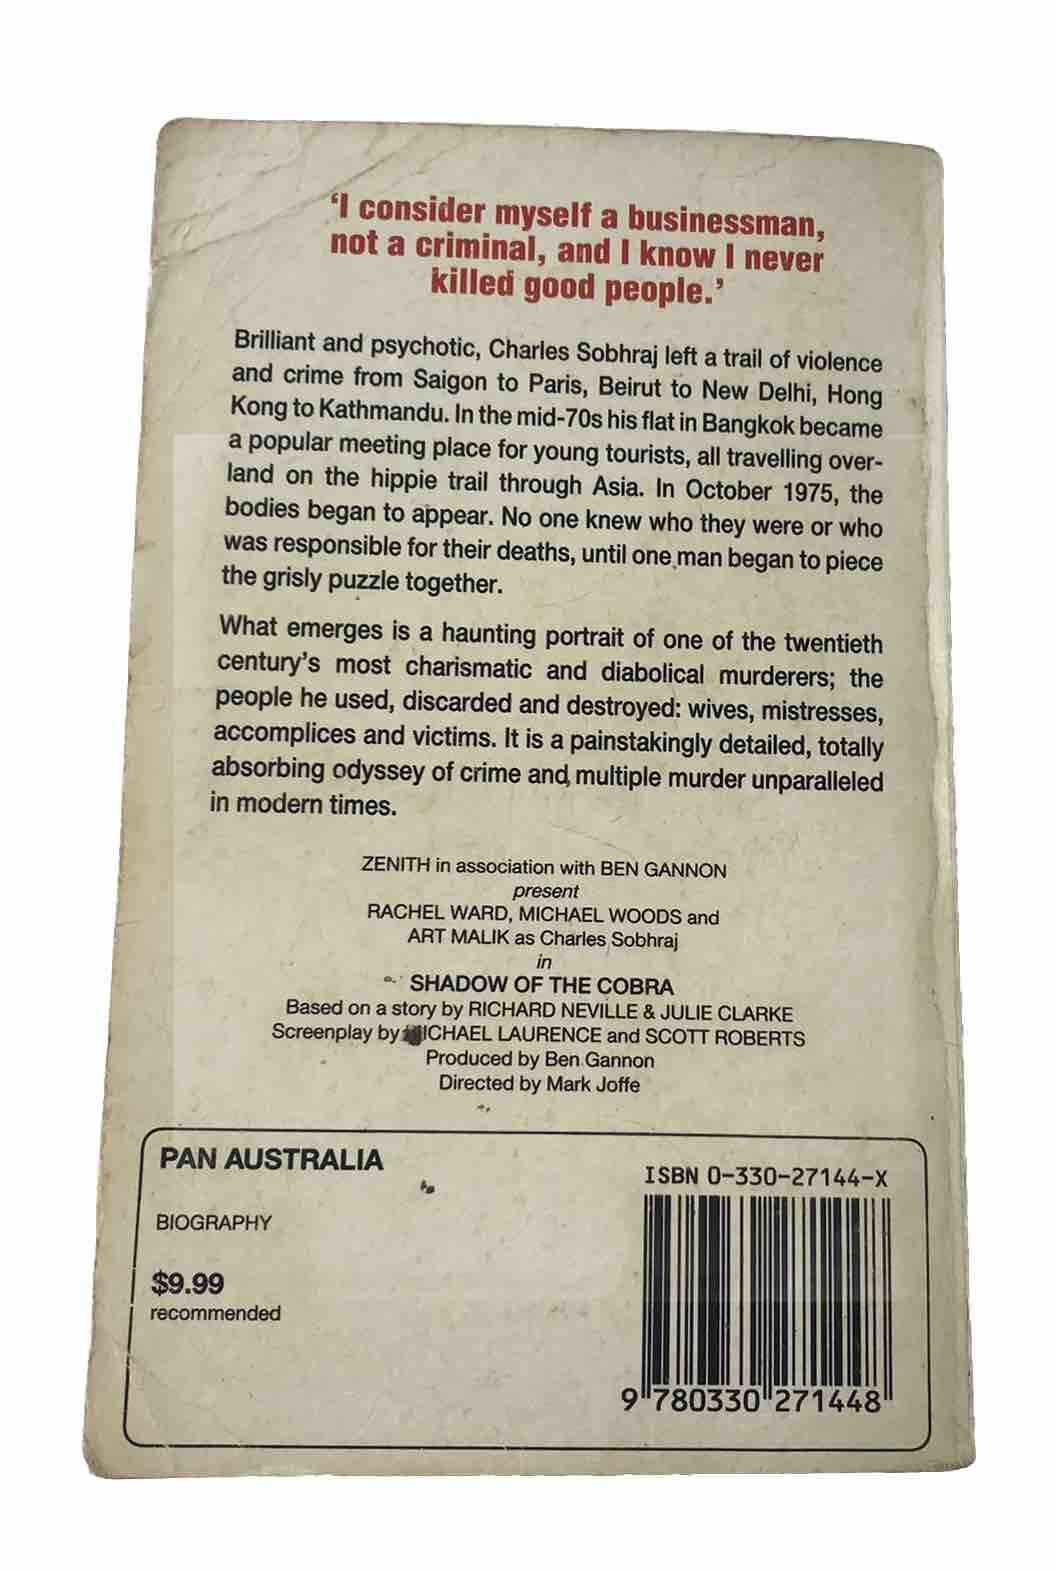 ‘I consider myself a businessman,
not a criminal, and I know I never
killed good people.’
Brilliant and psychotic, Charles Sobhraj left a trail of violence
and crime from Saigon to Paris, Beirut to New Delhi, Hong
Kong to Kathmandu. In the mid-70s his flat in Bangkok became
a popular meeting place for young tourists, all travelling over-
land on the hippie trail through Asia. In October 1975, the
bodies began to appear. No one knew who they were or who
was responsible for their deaths, until one man began to piece
the grisly puzzle together.
What emerges is a haunting portrait of one of the twentieth
century’s most charismatic and diabolical murderers; the
people he used, discarded and destroyed: wives, mistresses,
accomplices and victims. It is a painstakingly detailed, totally
absorbing odyssey of crime and multiple murder unparalleled
in modern times.
ZENITH in association with BEN GANNON
present
RACHEL WARD, MICHAEL WOODS and
ART MALIK as Charles Sobhraj
in
SHADOW OF THE COBRA
Based on a story by RICHARD NEVILLE & JULIE CLARKE
Screenplay by MICHAEL LAURENCE and SCOTT ROBERTS
Produced by Ben Gannon
Directed by Mark Joffe
PAN AUSTRALIA
BIOGRAPHY
$9.99
recommended
ISBN 0-330-27144-X
9 780330 271448